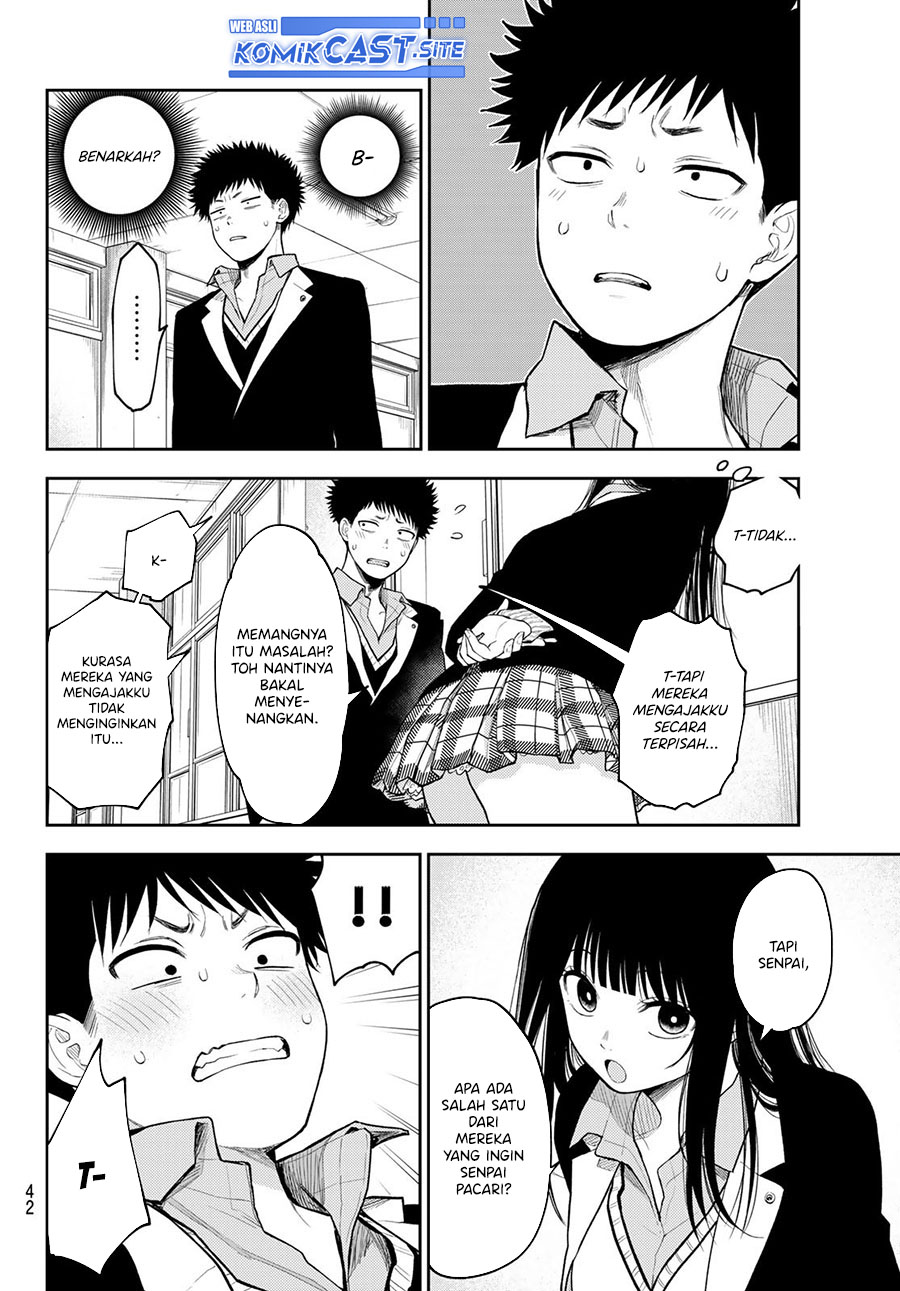 WEB ASLI
KOMIKCAST.SITE
B-
BENARKAH?
.........
T-TIDAK...
T-TAPI
MEREKA
MENGAJAKKU
SECARA
TERPISAH...
MEMANGNYA
ITU MASALAH?
TOH NANTINYA
BAKAL
MENYE-
NANGKAN.
K-
KURASA
MEREKA YANG
MENGAJAKKU
TIDAK
MENGINGINKAN
ITU...
TAPI
SENPAI,
APA ADA
SALAH SATU
DARI
MEREKA
YANG INGIN
SENPAI
PACARI?
!!
T-
42